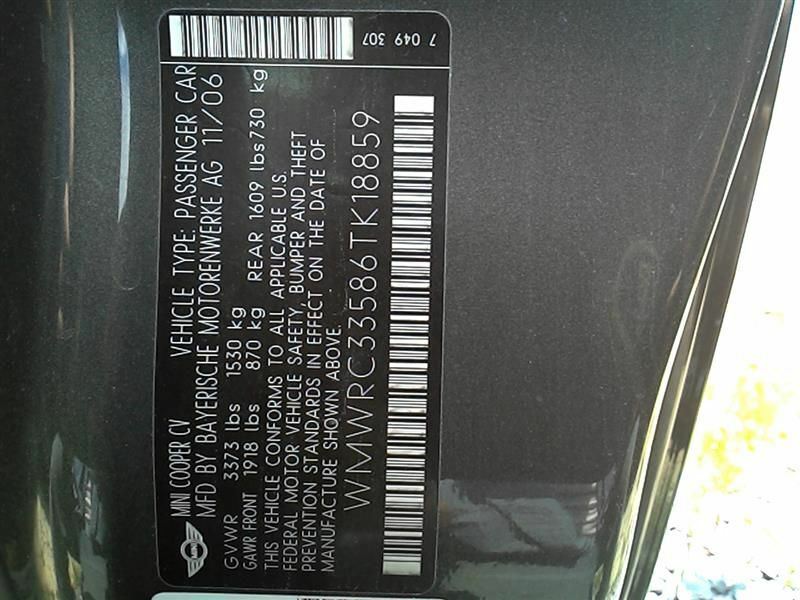 MINI COOPER CV VEHICLE TYPE: PASSENGER CAR
MFD BY BAYERISCHE MOTORENWERKE AG 11/06
GVWR 3373 lbs 1530 kg
GAWR FRONT 1918 lbs 870 kg REAR 1609 lbs 730 kg
THIS VEHICLE CONFORMS TO ALL APPLICABLE U.S.
FEDERAL MOTOR VEHICLE SAFETY, BUMPER AND THEFT
PREVENTION STANDARDS IN EFFECT ON THE DATE OF
MANUFACTURE SHOWN ABOVE.
WMWRC33586TK18859
7 049 307